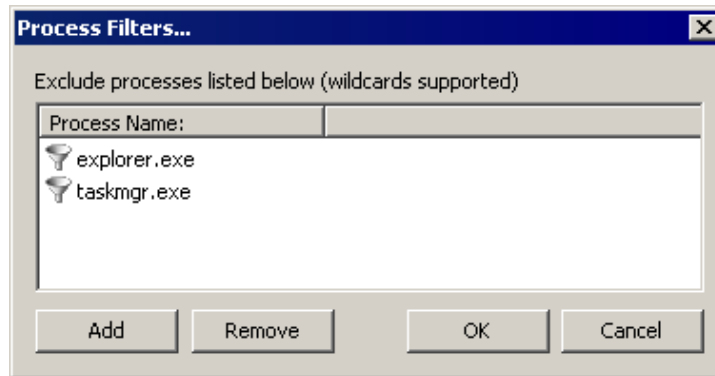 Process Filters...
Exclude processes listed below (wildcards supported)
Process Name:
explorer.exe
taskmgr.exe
Add Remove OK Cancel